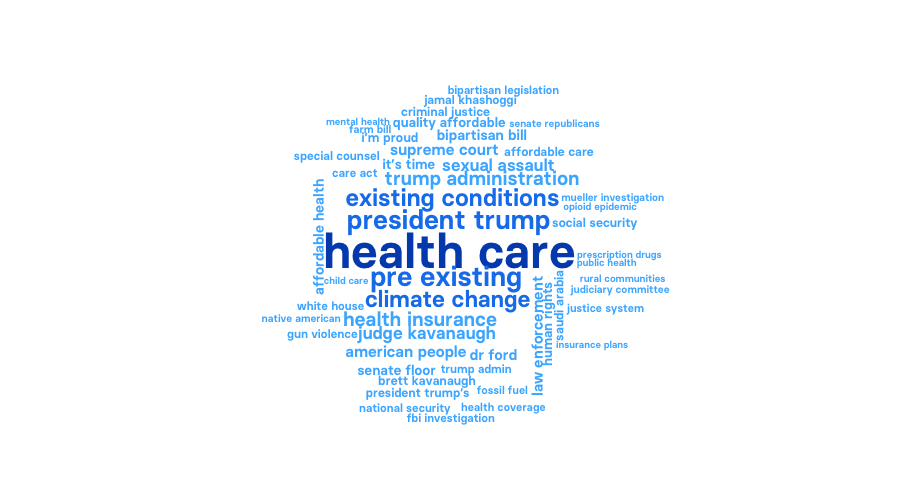 bipartisan legislation
jamal khashoggi
criminal justice
mental health
quality affordable
senate republicans
farm bill
i'm proud
bipartisan bill
supreme court
affordable care
special counsel
it's time
sexual assault
care act
trump administration
existing conditions
mueller investigation
opioid epidemic
president trump
social security
affordable health
health care
prescription drugs
public health
pre existing
child care
rural communities
judiciary committee
climate change
white house
law enforcement
human rights
saudi arabia
justice system
native american
health insurance
gun violence
judge kavanaugh
insurance plans
american people
dr ford
senate floor
trump admin
brett kavanaugh
president trump's
fossil fuel
national security
health coverage
fbi investigation